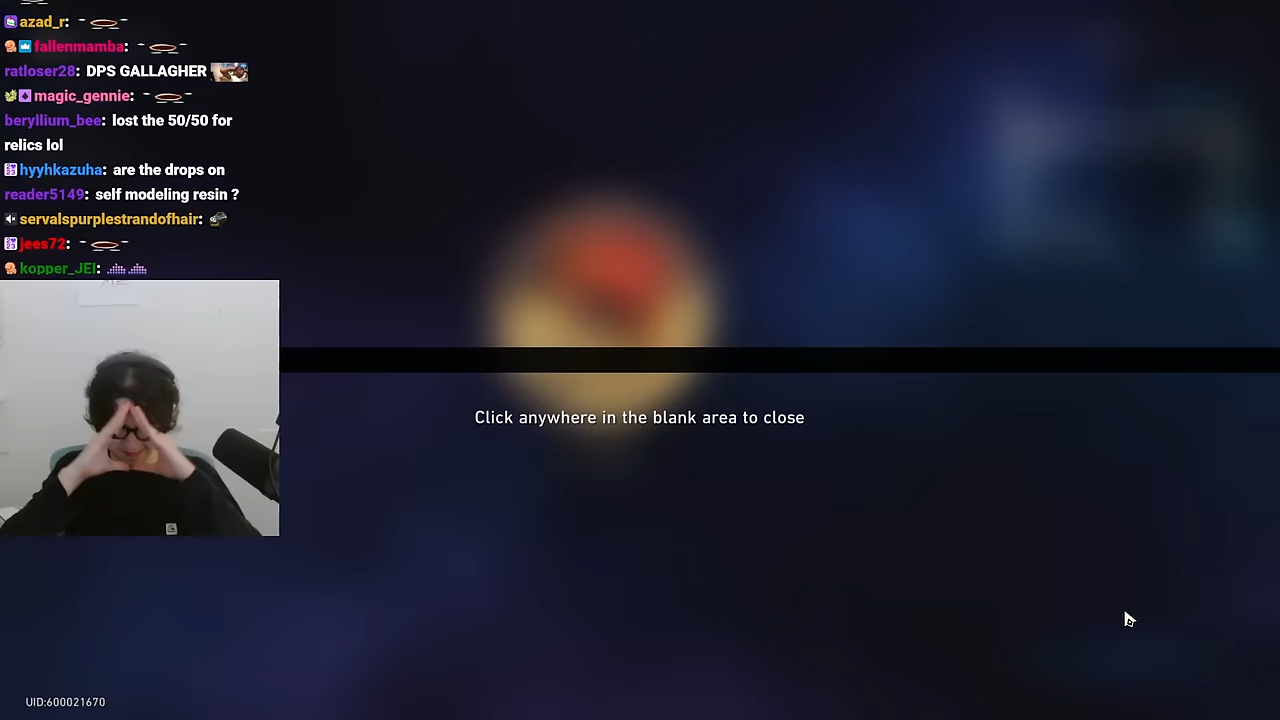 azad_r:
fallenmamba:
ratloser28: DPS GALLAGHER
magic_gennie:
beryllium_bee: lost the 50/50 for
relics lol
hyyhkazuha: are the drops on
reader5149: self modeling resin ?
servalspurplestrandofhair:
jees72:
kopper_JEI:
Click anywhere in the blank area to close
UID:600021670